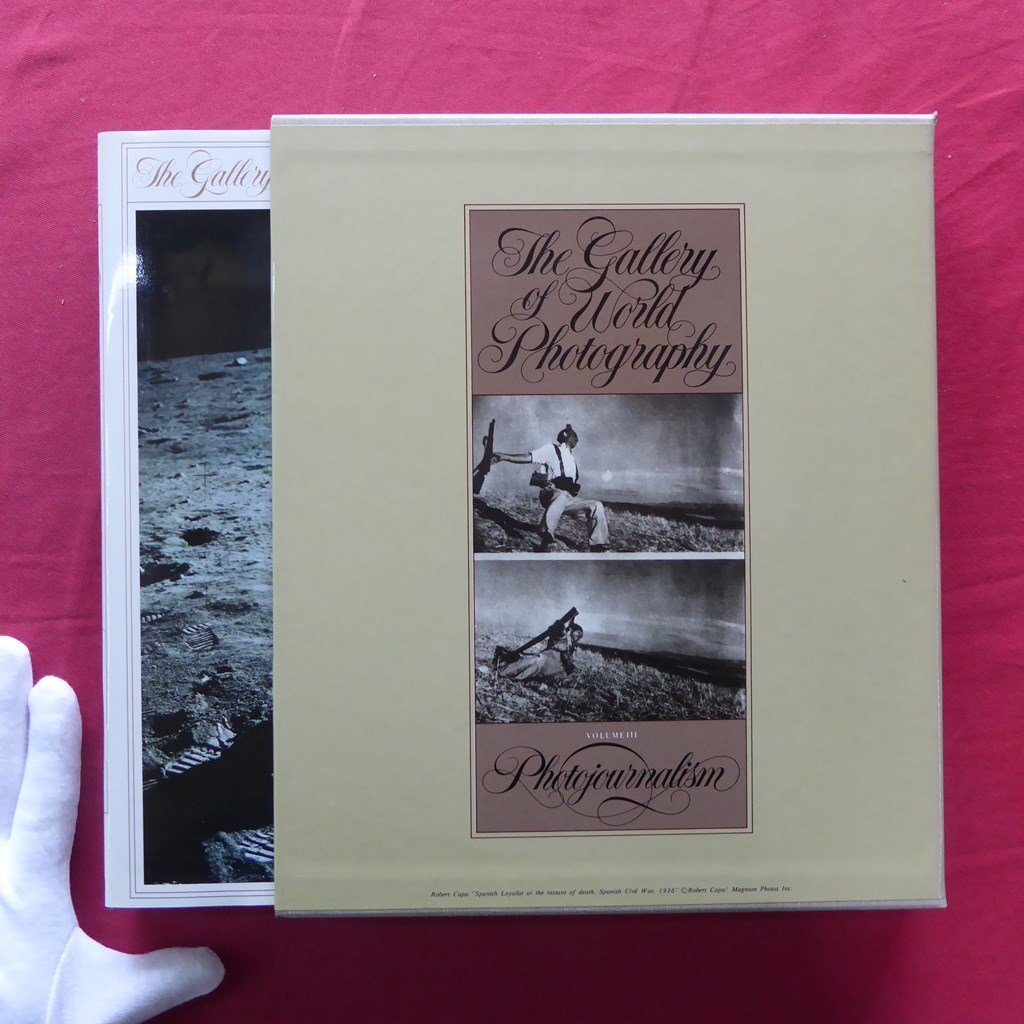 The Gallery
The Gallery
of World
Photography
VOLUME III
Photojournalism
Robert Capa "Spanish Loyalist at the instant of death, Spanish Civil War, 1936" ©Robert Capa/ Magnum Photos Inc.